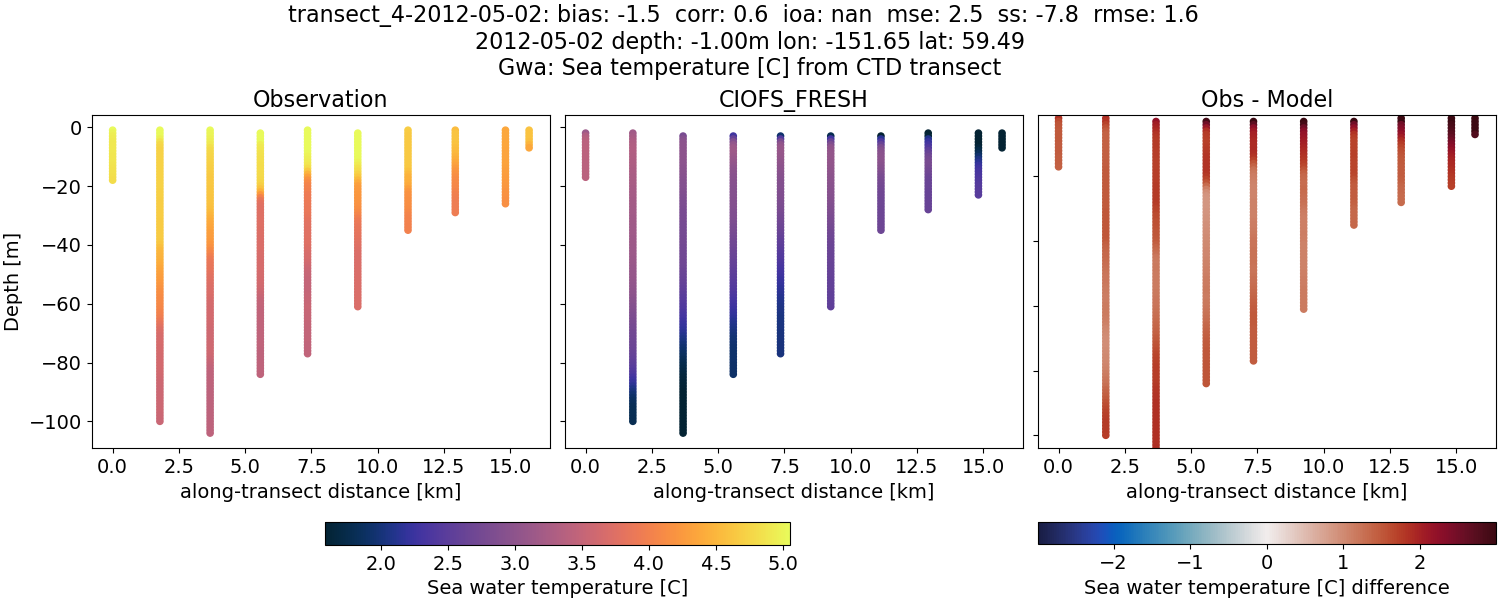 transect_4-2012-05-02: bias: -1.5  corr: 0.6  ioa: nan  mse: 2.5  ss: -7.8  rmse: 1.6
2012-05-02 depth: -1.00m lon: -151.65 lat: 59.49
Gwa: Sea temperature [C] from CTD transect
Observation
CIOFS_FRESH
Obs - Model
Depth [m]
0
−20
−40
−60
−80
−100
0.0 2.5 5.0 7.5 10.0 12.5 15.0
0.0 2.5 5.0 7.5 10.0 12.5 15.0
0.0 2.5 5.0 7.5 10.0 12.5 15.0
along-transect distance [km]
along-transect distance [km]
along-transect distance [km]
2.0 2.5 3.0 3.5 4.0 4.5 5.0
Sea water temperature [C]
−2 −1 0 1 2
Sea water temperature [C] difference